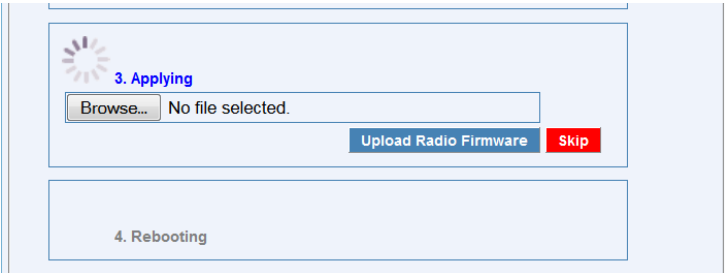 3. Applying
Browse... No file selected.
Upload Radio Firmware Skip
4. Rebooting